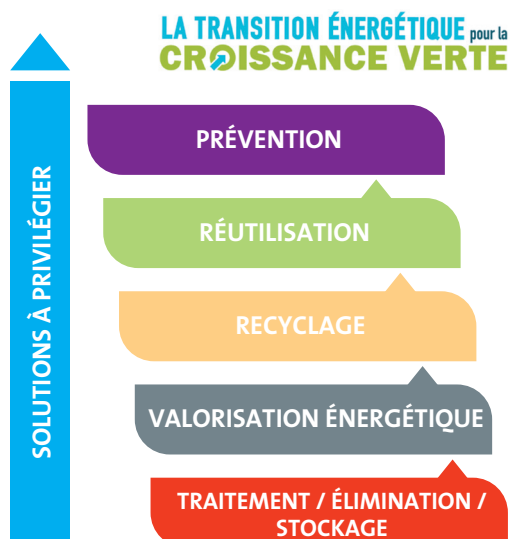 LA TRANSITION ÉNERGÉTIQUE pour la
CROISSANCE VERTE
SOLUTIONS À PRIVILÉGIER
PRÉVENTION
RÉUTILISATION
RECYCLAGE
VALORISATION ÉNERGÉTIQUE
TRAITEMENT / ÉLIMINATION /
STOCKAGE